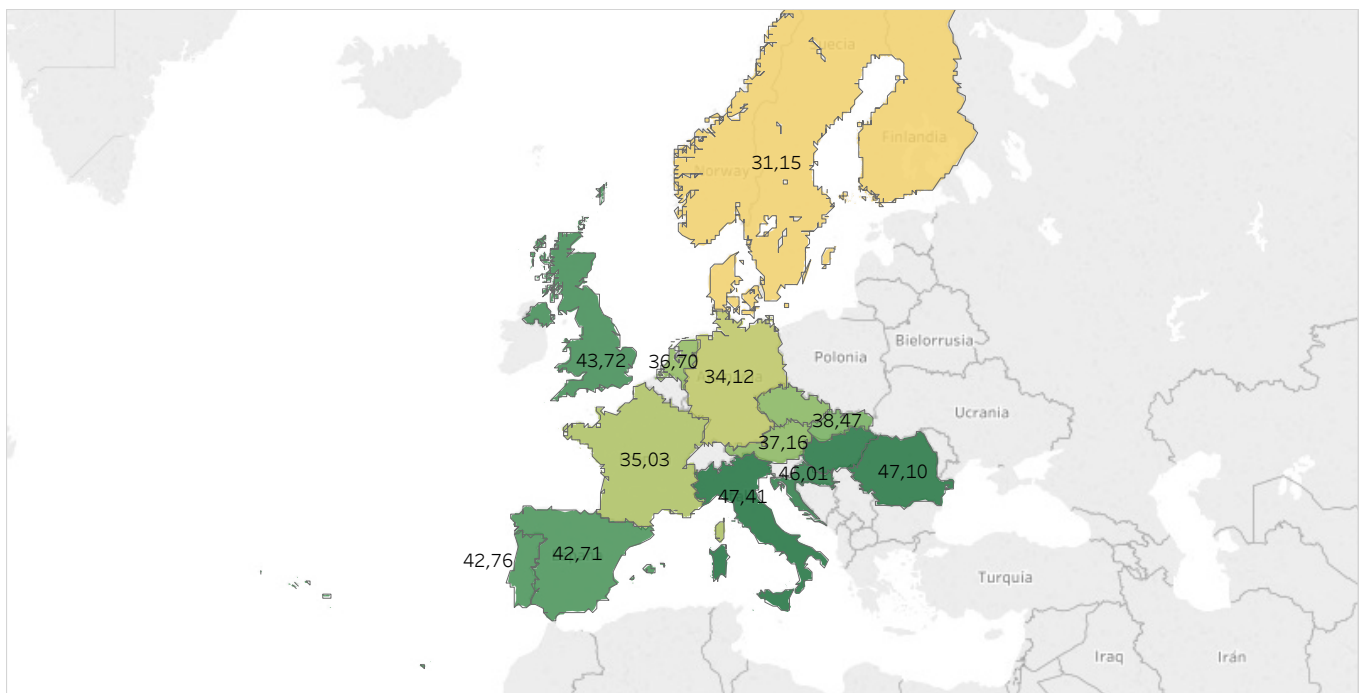 uecia
Finlandia
31,15
Norway
Bielorrusia
43,72
36,70
Polonia
34,12
Ucrania
38,47
37,16
35,03
46,01
47,10
47,41
42,76
42,71
Turquía
Iraq
Irán